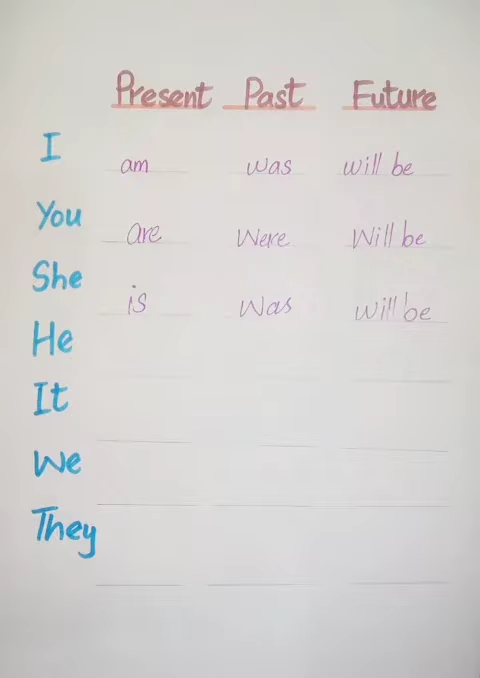 Present Past Future
I am was will be
You are Were Will be
She is Was will be
He
It
We
They